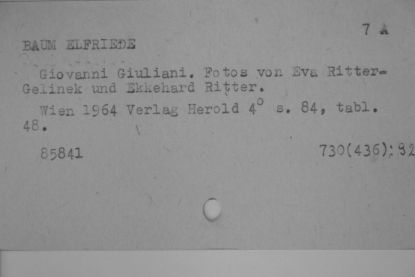 7 A
BAUM ELFRIEDE
Giovanni Giuliani. Fotos von Eva Ritter=
Gelinek und Ekkehard Ritter.
Wien 1964 Verlag Herold 4° s. 84, tabl.
48.
85841 730(436):92